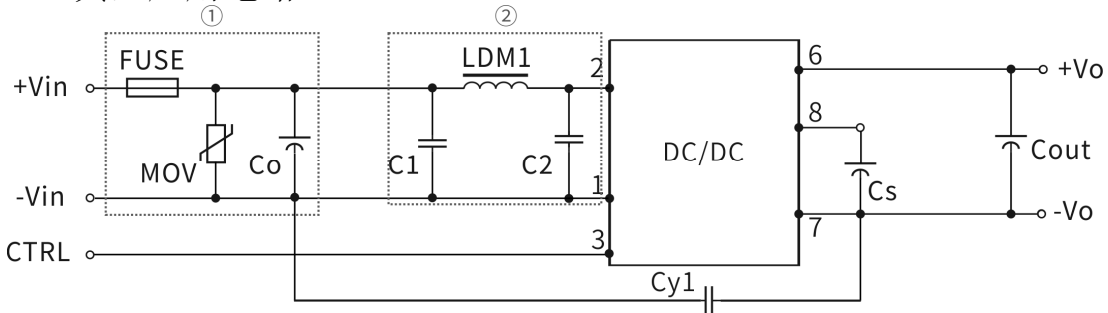 ① ②
FUSE LDM1
2 6
+Vin +Vo
8
MOV Co C1 C2 DC/DC Cout
1 Cs
-Vin -Vo
3 7
CTRL
Cy1